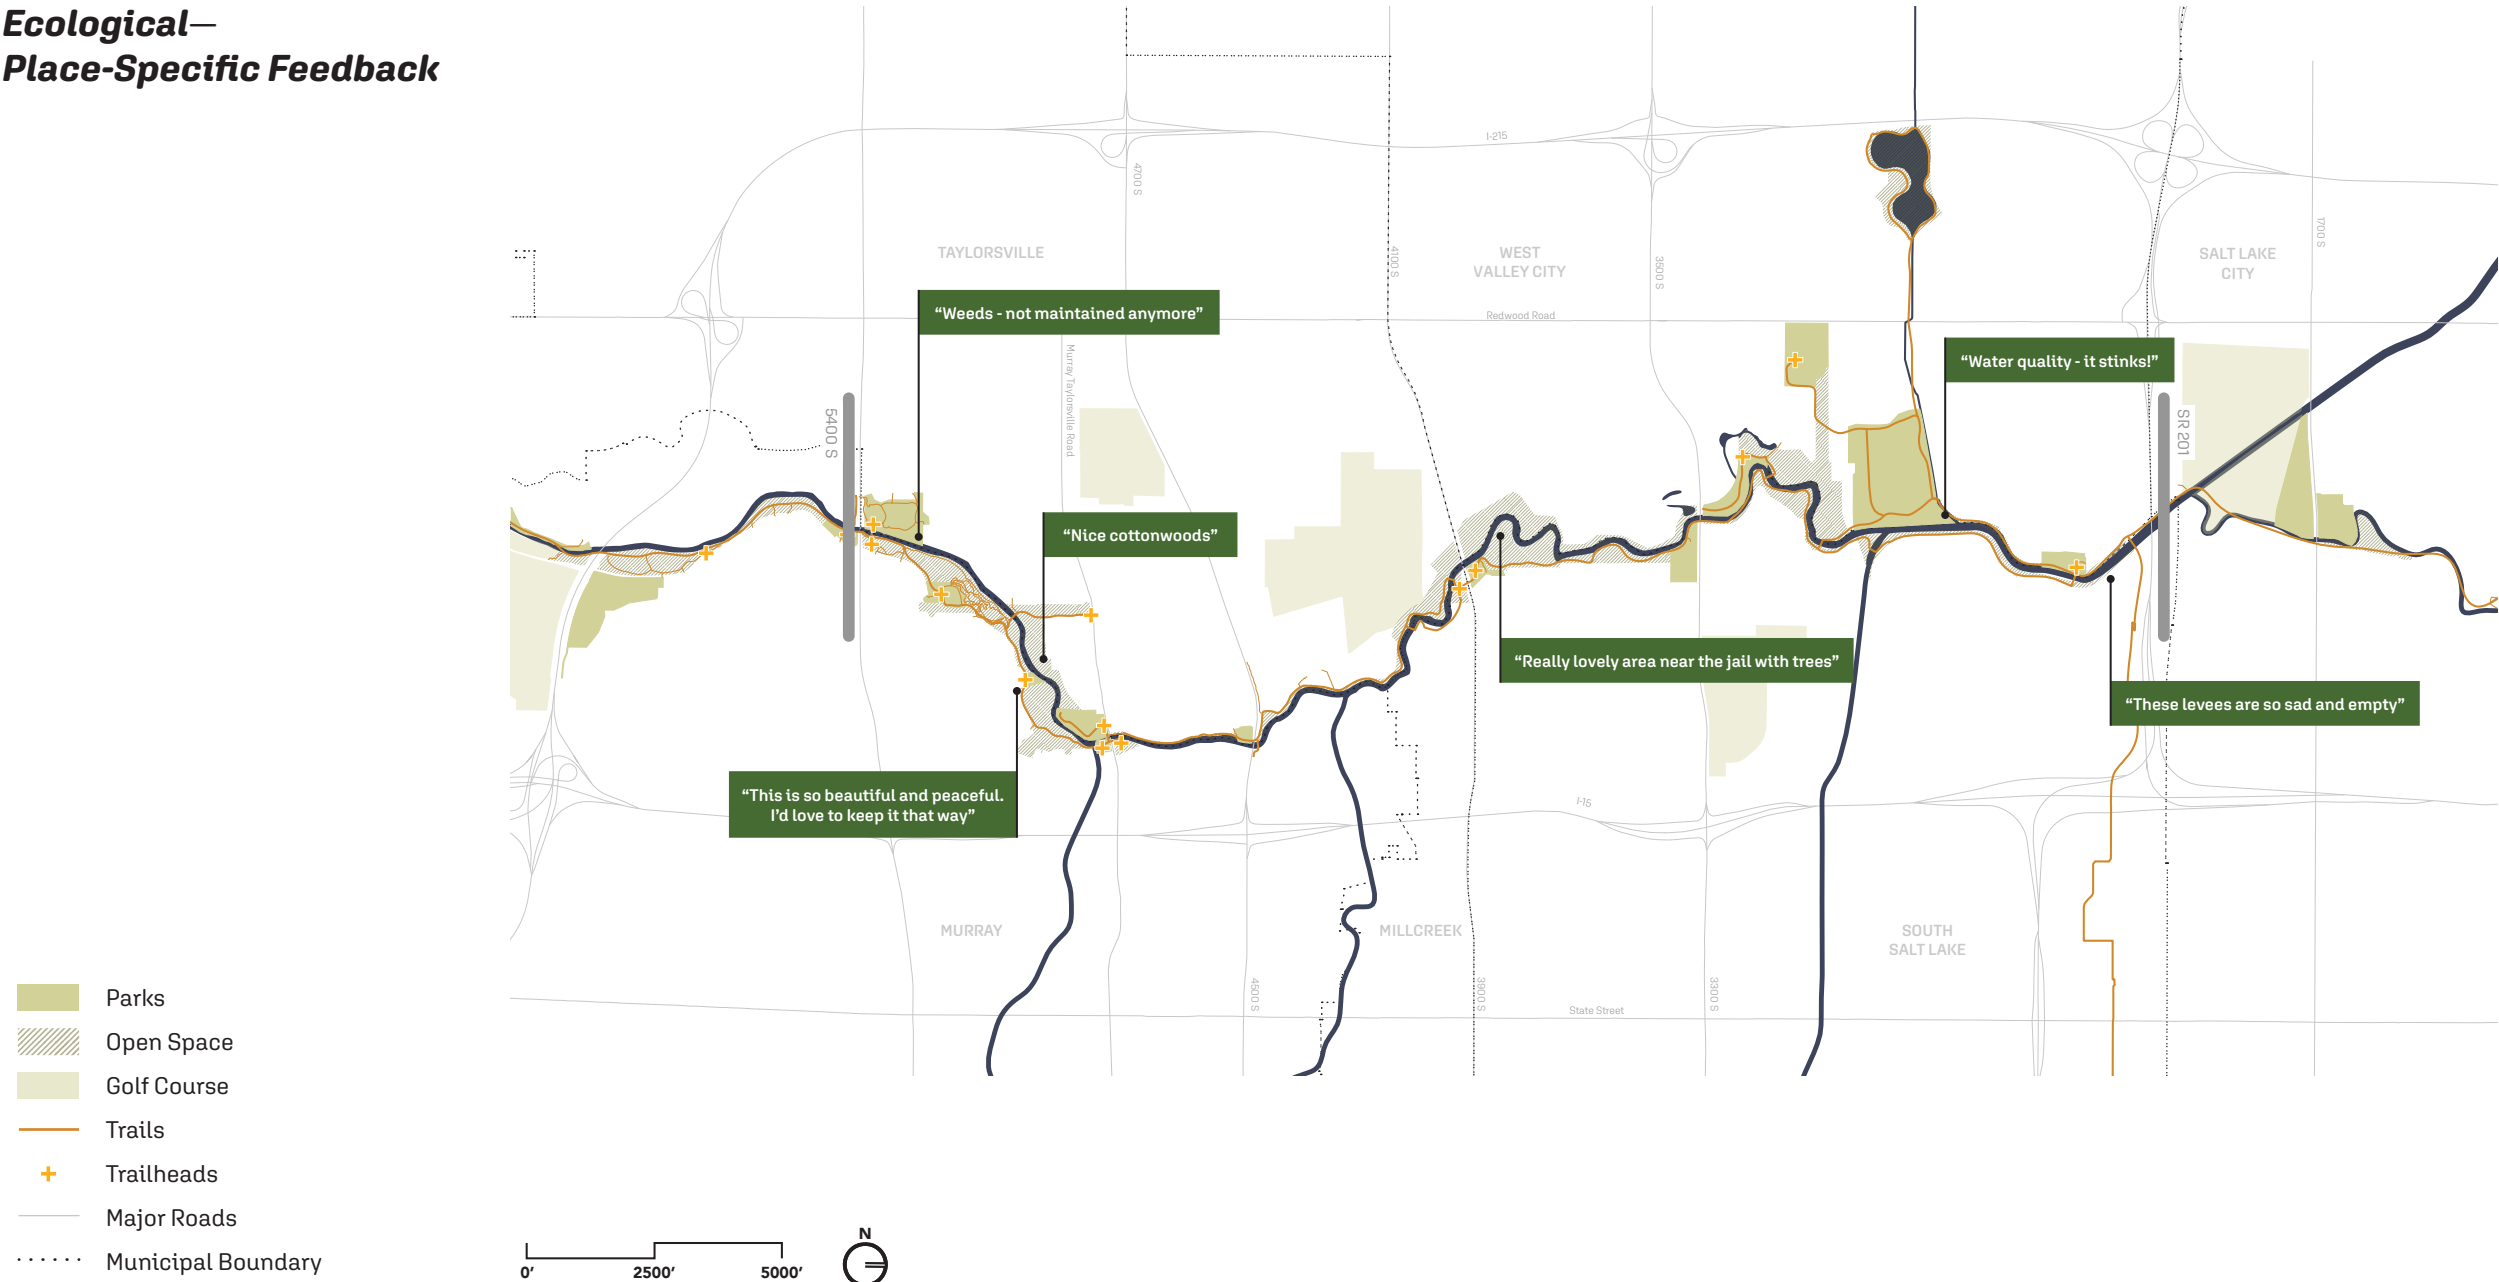 Ecological—
Place-Specific Feedback
I-215
4700 S
TAYLORSVILLE
4100 S
WEST
VALLEY CITY
3500 S
1700 S
SALT LAKE
CITY
“Weeds - not maintained anymore”
Redwood Road
Murray Taylorsville Road
“Water quality - it stinks!”
5400 S
SR 201
“Nice cottonwoods”
“Really lovely area near the jail with trees”
“These levees are so sad and empty”
“This is so beautiful and peaceful.
I’d love to keep it that way”
I-15
MURRAY
MILLCREEK
SOUTH
SALT LAKE
4500 S
3900 S
3300 S
State Street
Parks
Open Space
Golf Course
Trails
Trailheads
Major Roads
Municipal Boundary
0’
2500’
5000’
N